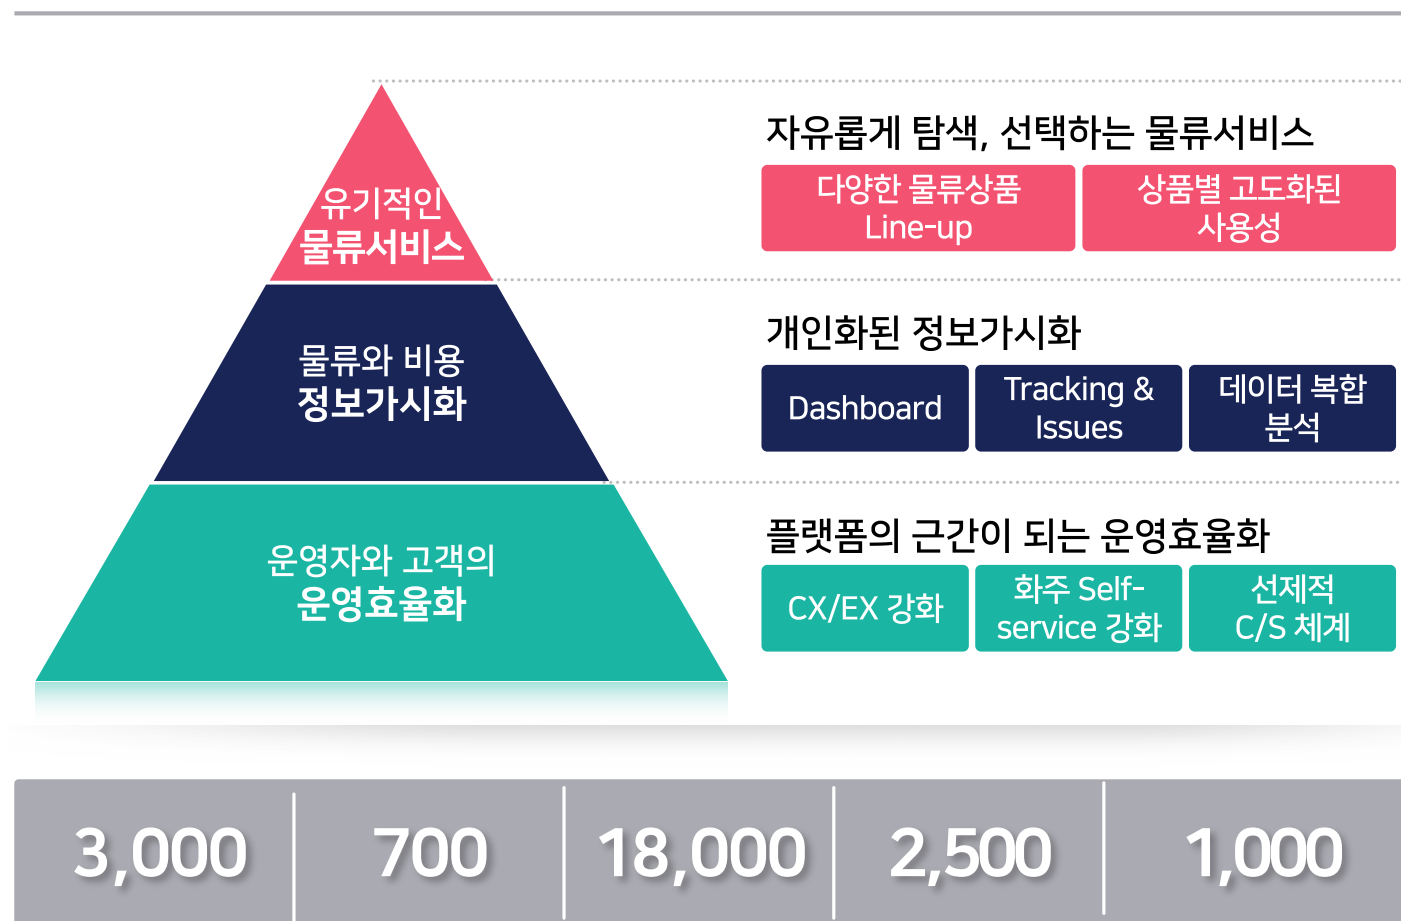 유기적인
물류서비스
자유롭게 탐색, 선택하는 물류서비스
다양한 물류상품
Line-up
상품별 고도화된
사용성
물류와 비용
정보가시화
개인화된 정보가시화
Dashboard
Tracking &
Issues
데이터 복합
분석
운영자와 고객의
운영효율화
플랫폼의 근간이 되는 운영효율화
CX/EX 강화
화주 Self-
service 강화
선제적
C/S 체계
3,000
700
18,000
2,500
1,000